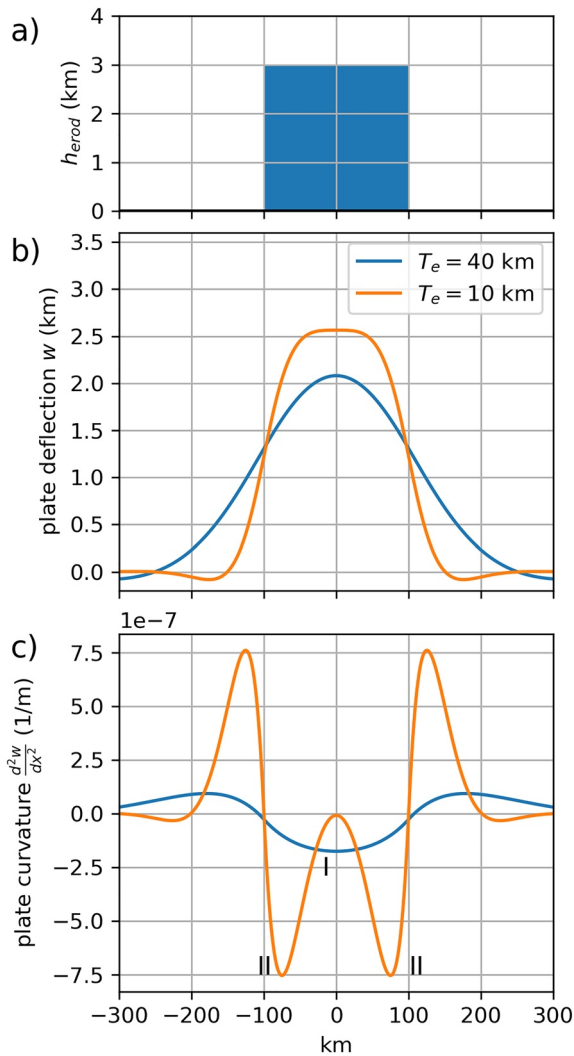 a)
4
3
2
1
0
h_erod (km)
b)
3.5
3.0
2.5
2.0
1.5
1.0
0.5
0.0
plate deflection w (km)
T_e = 40 km
T_e = 10 km
1e−7
c)
7.5
5.0
2.5
0.0
−2.5
−5.0
−7.5
plate curvature d²w/dx² (1/m)
I
II
II
−300 −200 −100 0 100 200 300
km